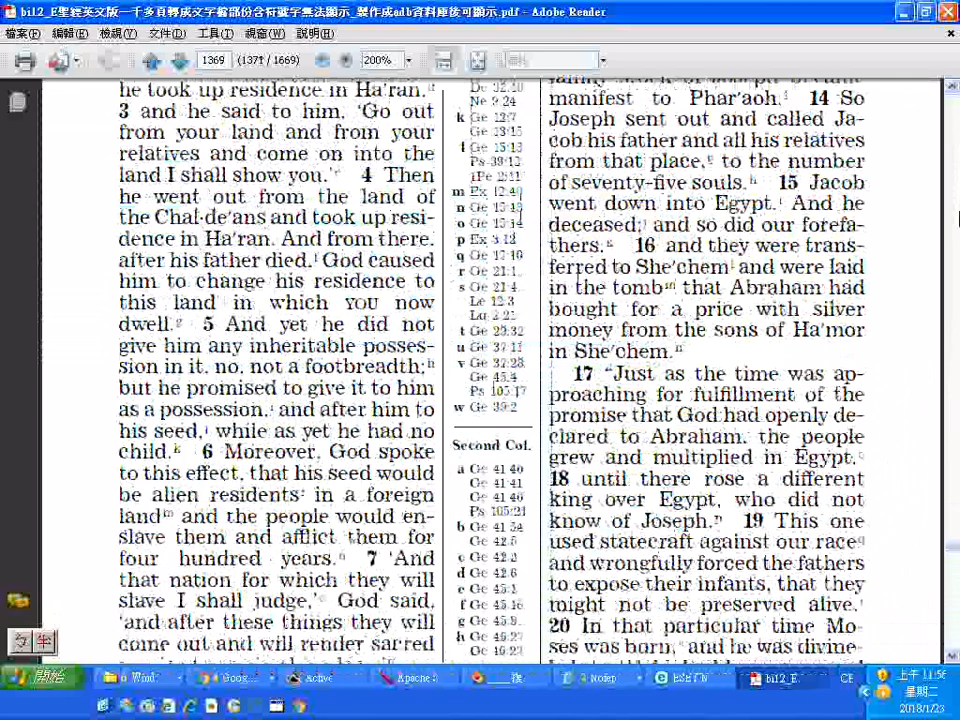 bi12_E聖經英文版一千多頁轉成文字檔部份含符號字無法顯示_製作成adb資料庫後可顯示.pdf - Adobe Reader
檔案(F) 編輯(E) 檢視(V) 文件(D) 工具(T) 視窗(W) 說明(H)
1369 (1371 / 1669) 200% 尋找
he took up residence in Ha′ran.
3 and he said to him, ‘Go out
from your land and from your
relatives and come on into the
land I shall show you.’ 4 Then
he went out from the land of
the Chal·de′ans and took up resi-
dence in Ha′ran. And from there,
after his father died, God caused
him to change his residence to
this land in which YOU now
dwell. 5 And yet he did not
give him any inheritable posses-
sion in it, no, not a footbreadth;
but he promised to give it to him
as a possession, and after him to
his seed, while as yet he had no
child. 6 Moreover, God spoke
to this effect, that his seed would
be alien residents in a foreign
land and the people would en-
slave them and afflict them for
four hundred years. 7 ‘And
that nation for which they will
slave I shall judge,’ God said,
‘and after these things they will
come out and will render sacred
Ne 9:24
k Ge 12:7
Ge 13:15
l Ge 15:13
Ps 39:12
1Pe 2:11
m Ex 12:40
n Ge 15:13
o Ge 15:14
p Ex 3:12
q Ge 17:10
r Ge 21:1
s Ge 21:4
Le 12:3
Lu 2:21
t Ge 29:32
u Ge 37:11
v Ge 37:28
Ge 45:4
Ps 105:17
w Ge 39:2
Second Col.
a Ge 41:40
Ge 41:41
Ge 41:46
Ps 105:21
b Ge 41:54
Ge 42:5
c Ge 42:2
d Ge 42:6
e Ge 45:1
f Ge 45:16
g Ge 45:9
h Ge 46:27
Ge 46:27
manifest to Phar′aoh. 14 So
Joseph sent out and called Ja-
cob his father and all his relatives
from that place, to the number
of seventy-five souls. 15 Jacob
went down into Egypt. And he
deceased; and so did our forefa-
thers. 16 and they were trans-
ferred to She′chem and were laid
in the tomb that Abraham had
bought for a price with silver
money from the sons of Ha′mor
in She′chem.
17 “Just as the time was ap-
proaching for fulfillment of the
promise that God had openly de-
clared to Abraham, the people
grew and multiplied in Egypt,
18 until there rose a different
king over Egypt, who did not
know of Joseph. 19 This one
used statecraft against our race
and wrongfully forced the fathers
to expose their infants, that they
might not be preserved alive.
20 In that particular time Mo-
ses was born, and he was divine-
ㄅ 半
開始 bi12_E CH 上午 11:56
星期二
2018/1/23